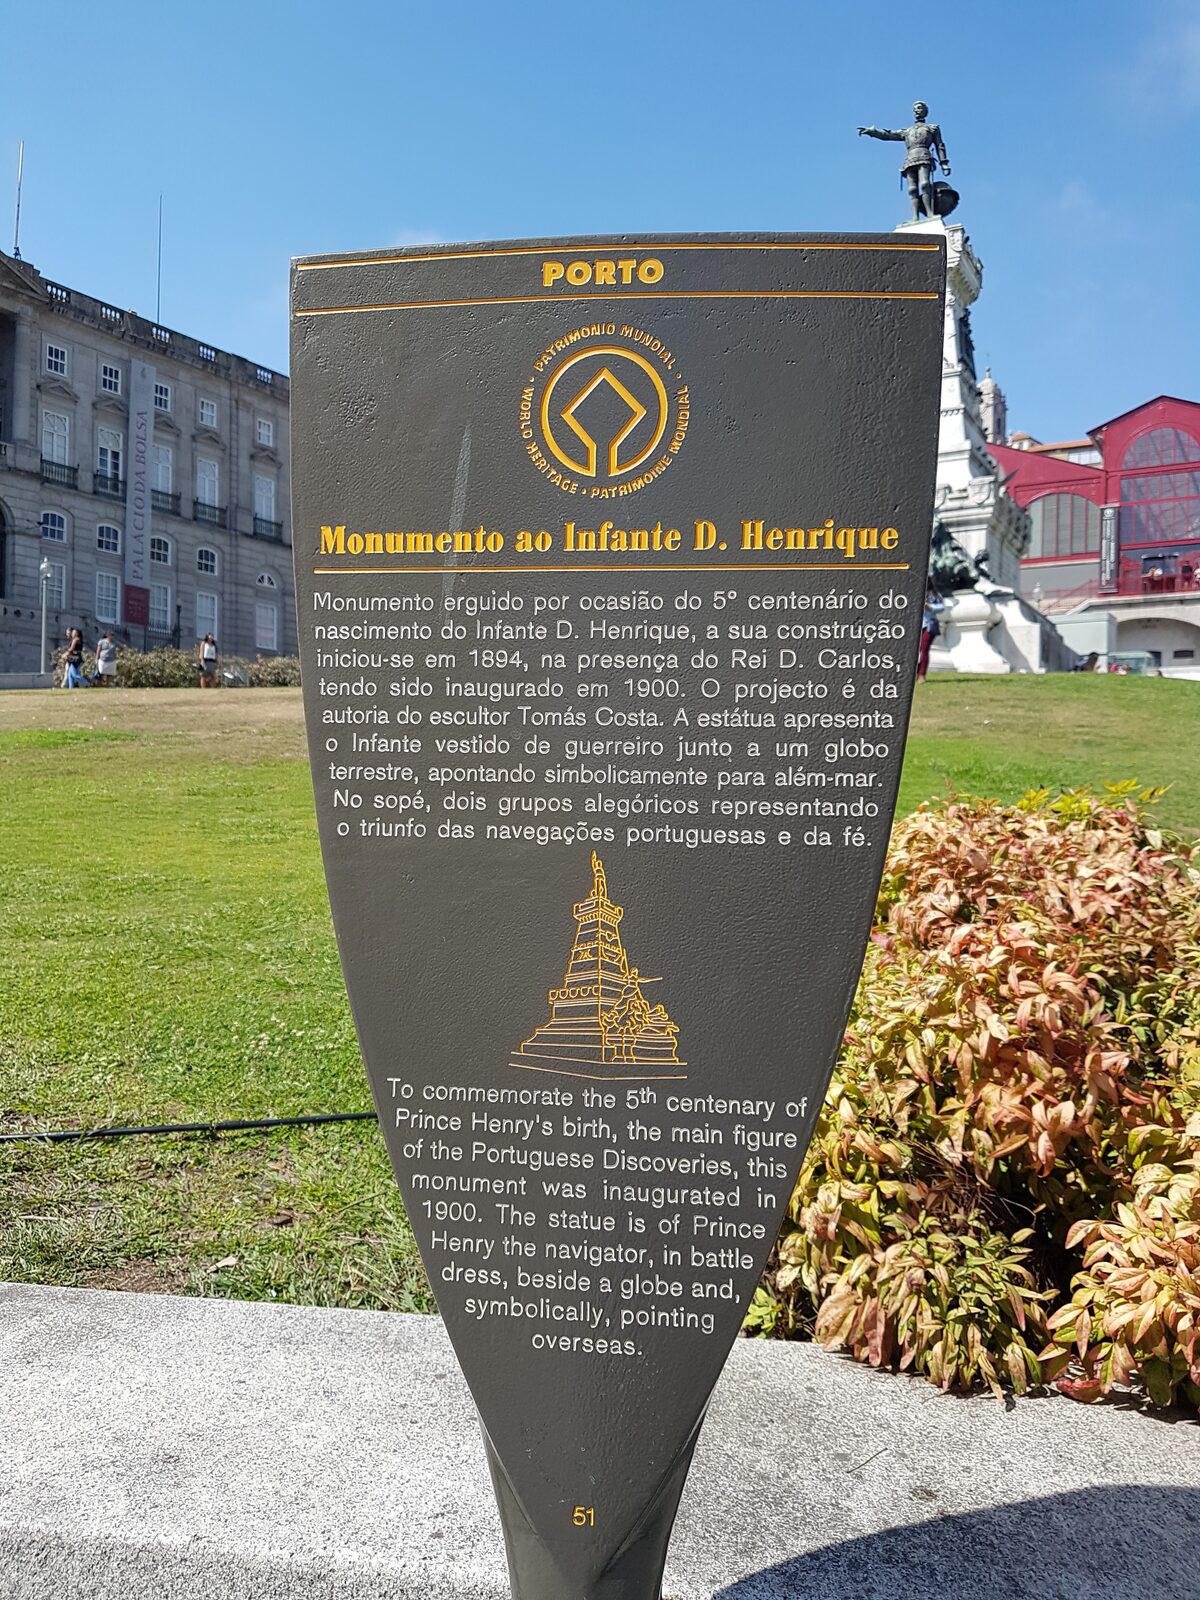 PORTO
PATRIMONIO MUNDIAL • WORLD HERITAGE • PATRIMOINE MONDIAL •
Monumento ao Infante D. Henrique
Monumento erguido por ocasião do 5º centenário do
nascimento do Infante D. Henrique, a sua construção
iniciou-se em 1894, na presença do Rei D. Carlos,
tendo sido inaugurado em 1900. O projecto é da
autoria do escultor Tomás Costa. A estátua apresenta
o Infante vestido de guerreiro junto a um globo
terrestre, apontando simbolicamente para além-mar.
No sopé, dois grupos alegóricos representando
o triunfo das navegações portuguesas e da fé.
To commemorate the 5th centenary of
Prince Henry's birth, the main figure
of the Portuguese Discoveries, this
monument was inaugurated in
1900. The statue is of Prince
Henry the navigator, in battle
dress, beside a globe and,
symbolically, pointing
overseas.
51
PALÁCIO DA BOLSA